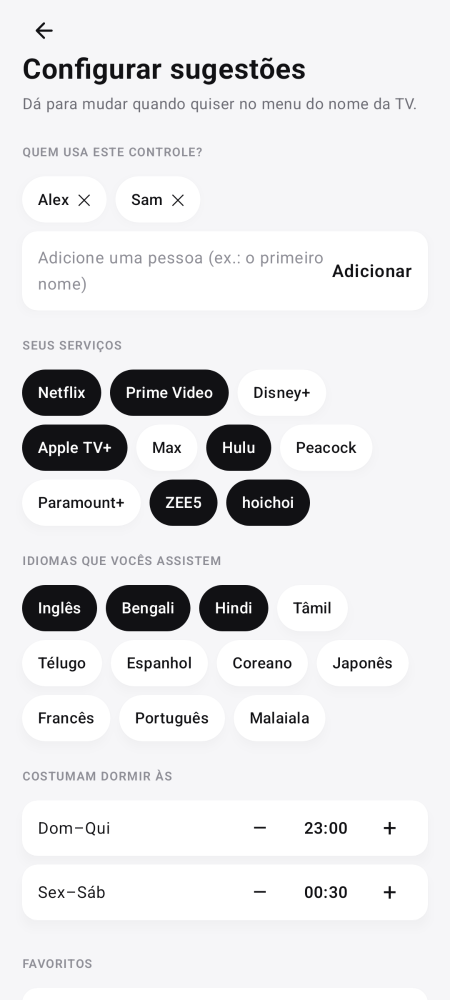 Configurar sugestões
Dá para mudar quando quiser no menu do nome da TV.
QUEM USA ESTE CONTROLE?
Alex
Sam
Adicione uma pessoa (ex.: o primeiro
nome)
Adicionar
SEUS SERVIÇOS
Netflix
Prime Video
Disney+
Apple TV+
Max
Hulu
Peacock
Paramount+
ZEE5
hoichoi
IDIOMAS QUE VOCÊS ASSISTEM
Inglês
Bengali
Hindi
Tâmil
Télugo
Espanhol
Coreano
Japonês
Francês
Português
Malaiala
COSTUMAM DORMIR ÀS
Dom–Qui
− 23:00 +
Sex–Sáb
− 00:30 +
FAVORITOS